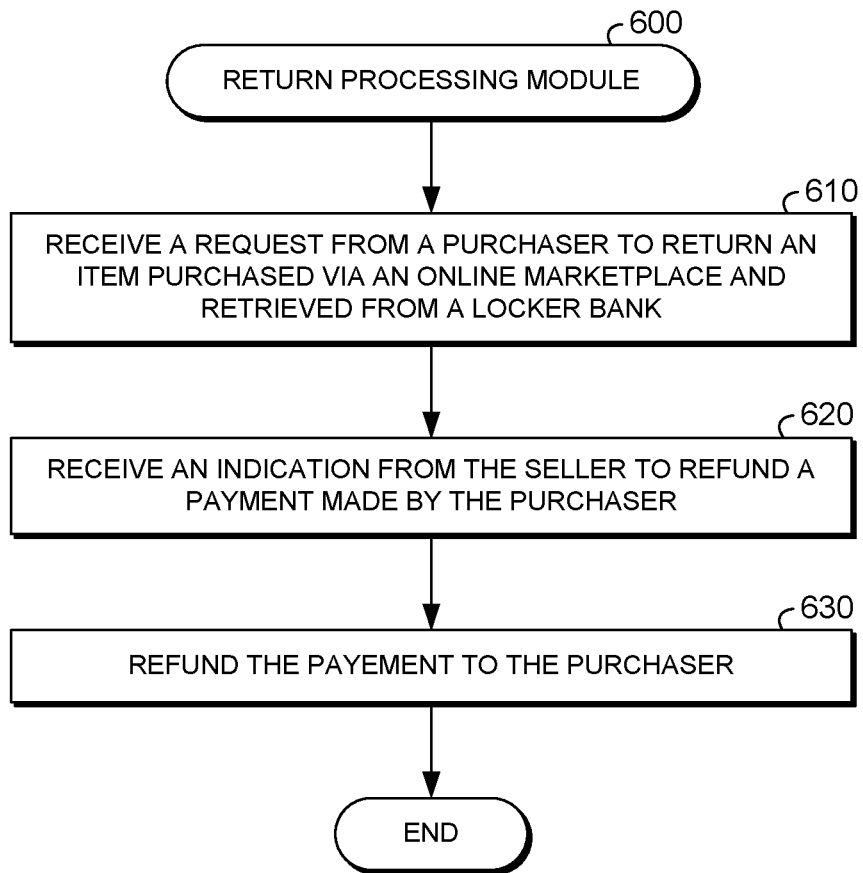 600
RETURN PROCESSING MODULE
610
RECEIVE A REQUEST FROM A PURCHASER TO RETURN AN
ITEM PURCHASED VIA AN ONLINE MARKETPLACE AND
RETRIEVED FROM A LOCKER BANK
620
RECEIVE AN INDICATION FROM THE SELLER TO REFUND A
PAYMENT MADE BY THE PURCHASER
630
REFUND THE PAYEMENT TO THE PURCHASER
END